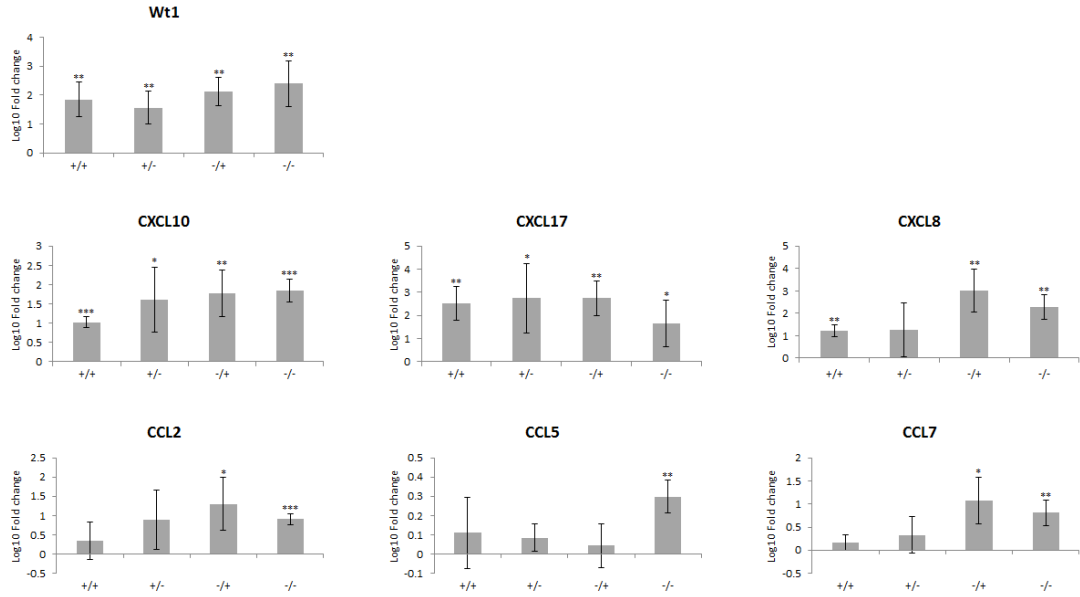 Wt1
Log10 Fold change
4
3
2
1
0
** ** ** **
+/+ +/- -/+ -/-
CXCL10
Log10 Fold change
3
2.5
2
1.5
1
0.5
0
*** * ** ***
+/+ +/- -/+ -/-
CXCL17
Log10 Fold change
5
4
3
2
1
0
** * ** *
+/+ +/- -/+ -/-
CXCL8
Log10 Fold change
5
4
3
2
1
0
** ** **
+/+ +/- -/+ -/-
CCL2
Log10 Fold change
2.5
2
1.5
1
0.5
0
-0.5
* ***
+/+ +/- -/+ -/-
CCL5
Log10 Fold change
0.5
0.4
0.3
0.2
0.1
0
-0.1
**
+/+ +/- -/+ -/-
CCL7
Log10 Fold change
2
1.5
1
0.5
0
-0.5
* **
+/+ +/- -/+ -/-